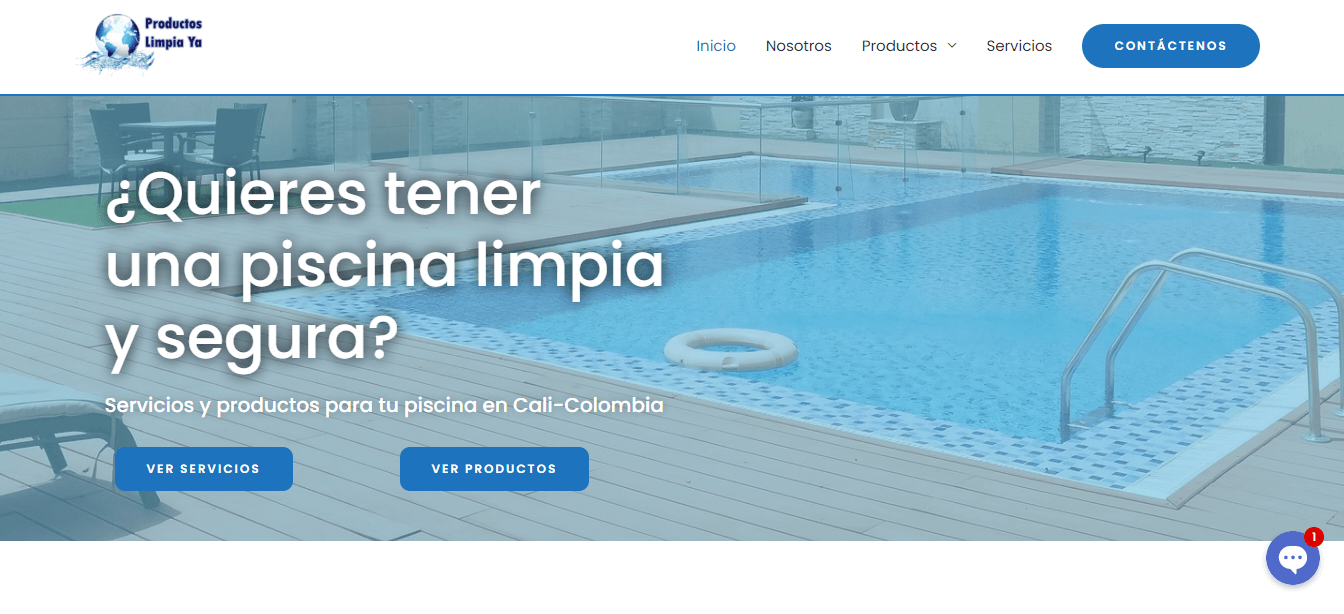 Productos
Limpia Ya
Inicio
Nosotros
Productos
Servicios
CONTÁCTENOS
¿Quieres tener
una piscina limpia
y segura?
Servicios y productos para tu piscina en Cali-Colombia
VER SERVICIOS
VER PRODUCTOS
1